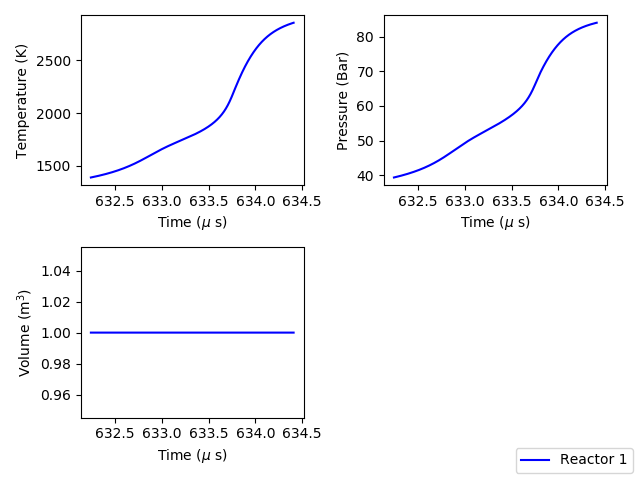 Temperature (K)
2500
2000
1500
632.5 633.0 633.5 634.0 634.5
Time (μ s)
Pressure (Bar)
80
70
60
50
40
632.5 633.0 633.5 634.0 634.5
Time (μ s)
Volume (m³)
1.04
1.02
1.00
0.98
0.96
632.5 633.0 633.5 634.0 634.5
Time (μ s)
Reactor 1